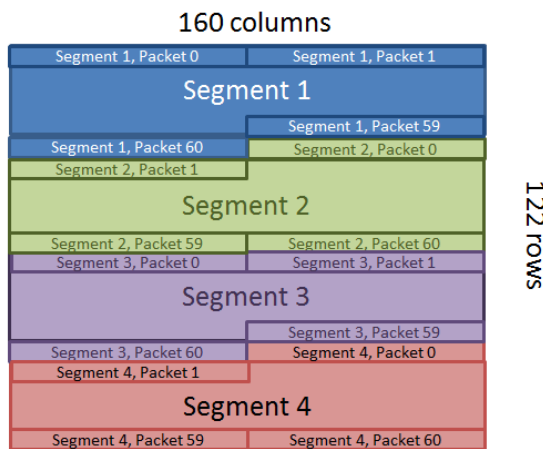 160 columns
Segment 1, Packet 0 Segment 1, Packet 1
Segment 1
Segment 1, Packet 59
Segment 1, Packet 60 Segment 2, Packet 0
Segment 2, Packet 1
Segment 2
Segment 2, Packet 59 Segment 2, Packet 60
Segment 3, Packet 0 Segment 3, Packet 1
Segment 3
Segment 3, Packet 59
Segment 3, Packet 60 Segment 4, Packet 0
Segment 4, Packet 1
Segment 4
Segment 4, Packet 59 Segment 4, Packet 60
122 rows